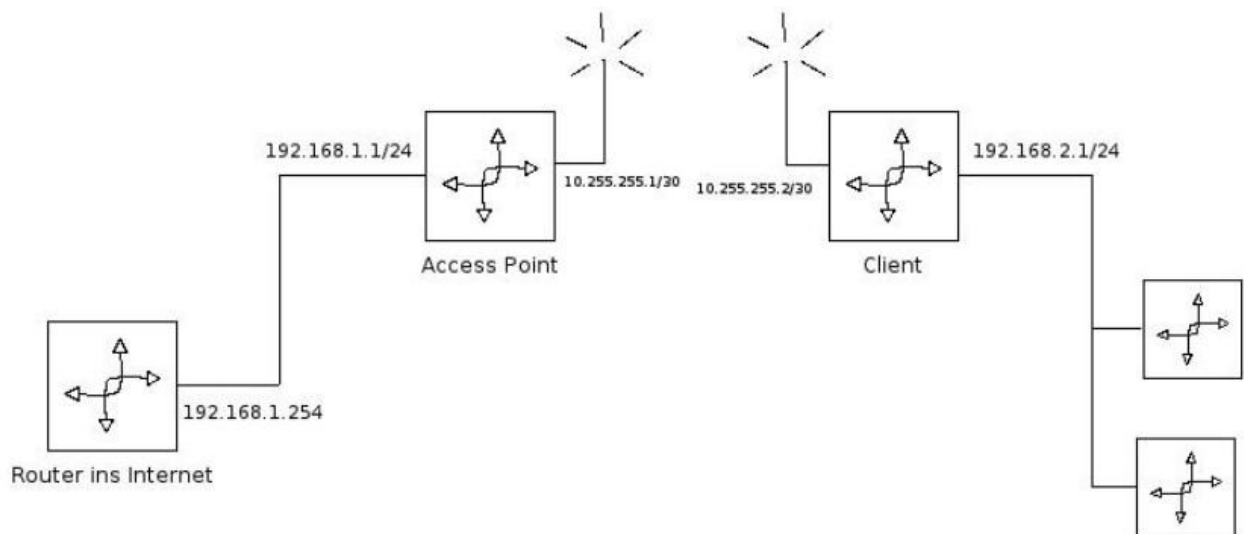 192.168.1.1/24
192.168.2.1/24
10.255.255.1/30
10.255.255.2/30
Access Point
Client
192.168.1.254
Router ins Internet